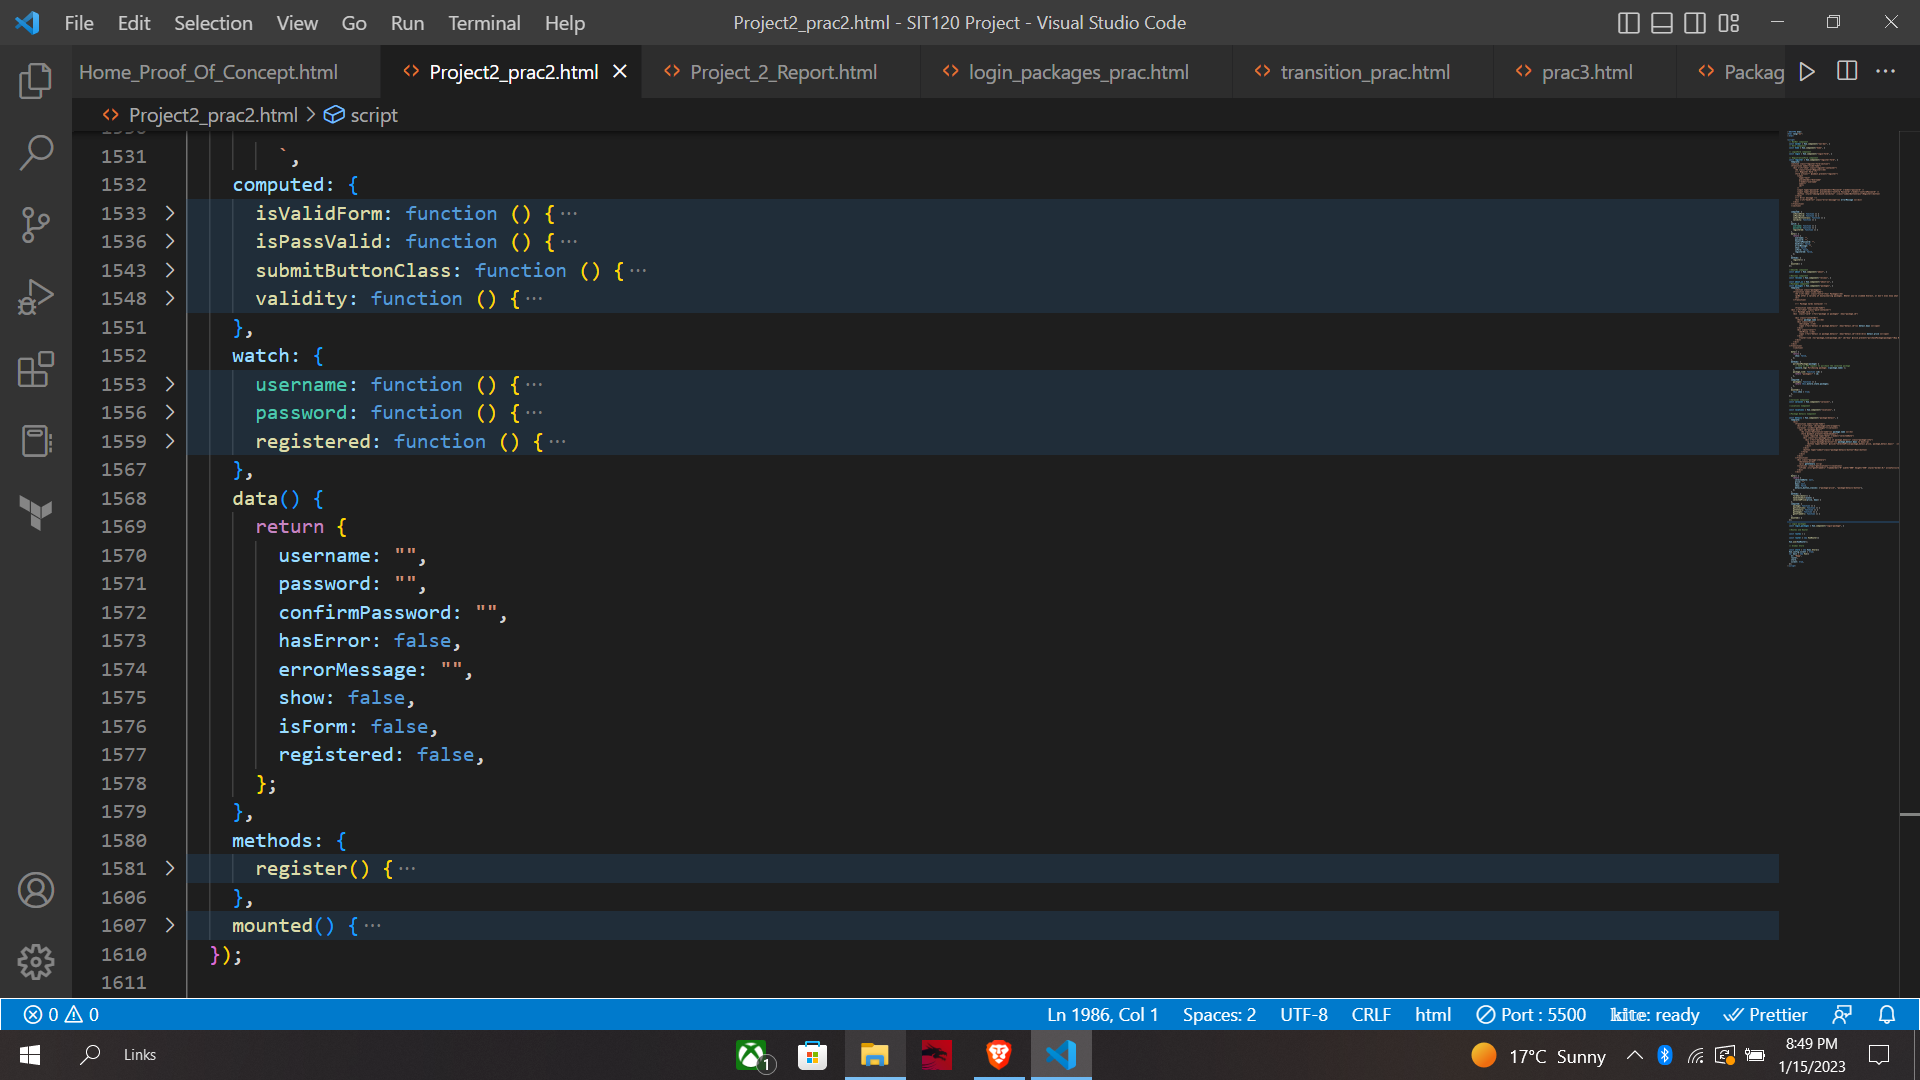 File Edit Selection View Go Run Terminal Help
Project2_prac2.html - SIT120 Project - Visual Studio Code
Home_Proof_Of_Concept.html
Project2_prac2.html
Project_2_Report.html
login_packages_prac.html
transition_prac.html
prac3.html
Packag
Project2_prac2.html > script
1531 `,
1532 computed: {
1533 isValidForm: function () {···
1536 isPassValid: function () {···
1543 submitButtonClass: function () {···
1548 validity: function () {···
1551 },
1552 watch: {
1553 username: function () {···
1556 password: function () {···
1559 registered: function () {···
1567 },
1568 data() {
1569 return {
1570 username: "",
1571 password: "",
1572 confirmPassword: "",
1573 hasError: false,
1574 errorMessage: "",
1575 show: false,
1576 isForm: false,
1577 registered: false,
1578 };
1579 },
1580 methods: {
1581 register() {···
1606 },
1607 mounted() {···
1610 });
1611
0 0 Ln 1986, Col 1 Spaces: 2 UTF-8 CRLF html Port : 5500 kite: ready Prettier
Links
1
17°C Sunny
8:49 PM
1/15/2023